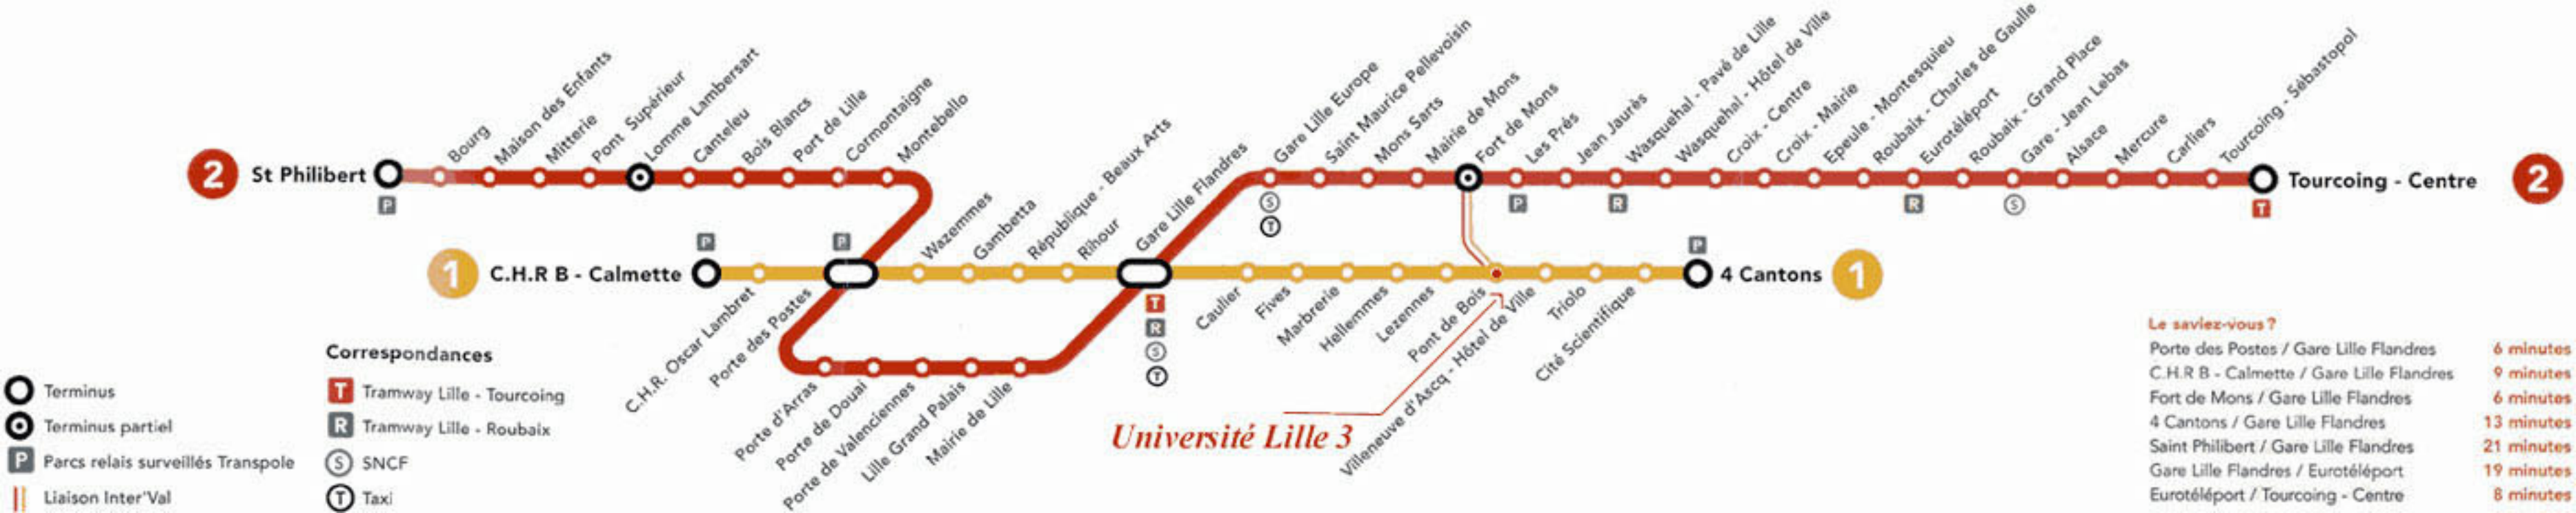 Bourg
Maison des Enfants
Mitterie
Pont Supérieur
Lomme Lambersart
Canteleu
Bois Blancs
Port de Lille
Cormontaigne
Montebello
Gare Lille Europe
Saint Maurice Pellevoisin
Mons Sarts
Mairie de Mons
Fort de Mons
Les Prés
Jean Jaurès
Wasquehal - Pavé de Lille
Wasquehal - Hôtel de Ville
Croix - Centre
Croix - Mairie
Epeule - Montesquieu
Roubaix - Charles de Gaulle
Eurotéléport
Roubaix - Grand Place
Gare - Jean Lebas
Alsace
Mercure
Carliers
Tourcoing - Sébastopol
2 St Philibert
Tourcoing - Centre 2
P
S
T
P
R
R
S
T
Wazemmes
Gambetta
République - Beaux Arts
Rihour
Gare Lille Flandres
P
P
P
1 C.H.R B - Calmette
4 Cantons 1
C.H.R. Oscar Lambret
Porte des Postes
T
R
S
T
Caulier
Fives
Marbrerie
Hellemmes
Lezennes
Pont de Bois
Villeneuve d'Ascq - Hôtel de Ville
Triolo
Cité Scientifique
Porte d'Arras
Porte de Douai
Porte de Valenciennes
Lille Grand Palais
Mairie de Lille
Université Lille 3
Terminus
Terminus partiel
P Parcs relais surveillés Transpole
Liaison Inter'Val
Correspondances
T Tramway Lille - Tourcoing
R Tramway Lille - Roubaix
S SNCF
T Taxi
Le saviez-vous ?
Porte des Postes / Gare Lille Flandres 6 minutes
C.H.R B - Calmette / Gare Lille Flandres 9 minutes
Fort de Mons / Gare Lille Flandres 6 minutes
4 Cantons / Gare Lille Flandres 13 minutes
Saint Philibert / Gare Lille Flandres 21 minutes
Gare Lille Flandres / Eurotéléport 19 minutes
Eurotéléport / Tourcoing - Centre 8 minutes